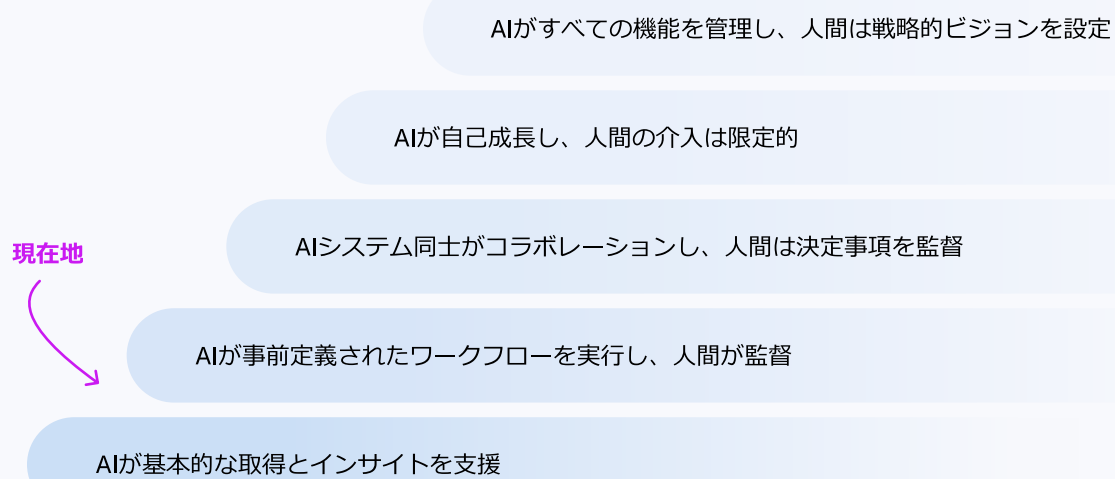 AIがすべての機能を管理し、人間は戦略的ビジョンを設定
AIが自己成長し、人間の介入は限定的
AIシステム同士がコラボレーションし、人間は決定事項を監督
現在地
AIが事前定義されたワークフローを実行し、人間が監督
AIが基本的な取得とインサイトを支援